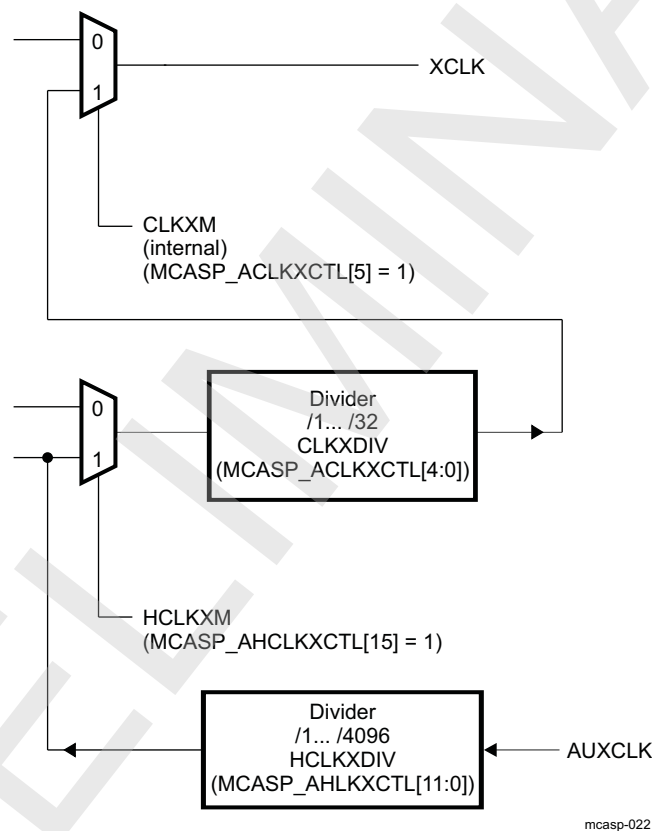 0
XCLK
1
CLKXM
(internal)
(MCASP_ACLKXCTL[5] = 1)
Divider
/1... /32
CLKXDIV
(MCASP_ACLKXCTL[4:0])
0
1
HCLKXM
(MCASP_AHCLKXCTL[15] = 1)
Divider
/1... /4096
HCLKXDIV
(MCASP_AHLKXCTL[11:0])
AUXCLK
mcasp-022
ELIMINA